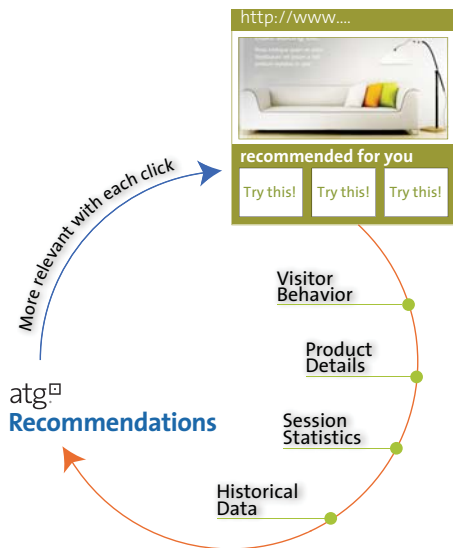 http://www....
recommended for you
Try this! Try this! Try this!
More relevant with each click
Visitor
Behavior
Product
Details
Session
Statistics
Historical
Data
atg
Recommendations